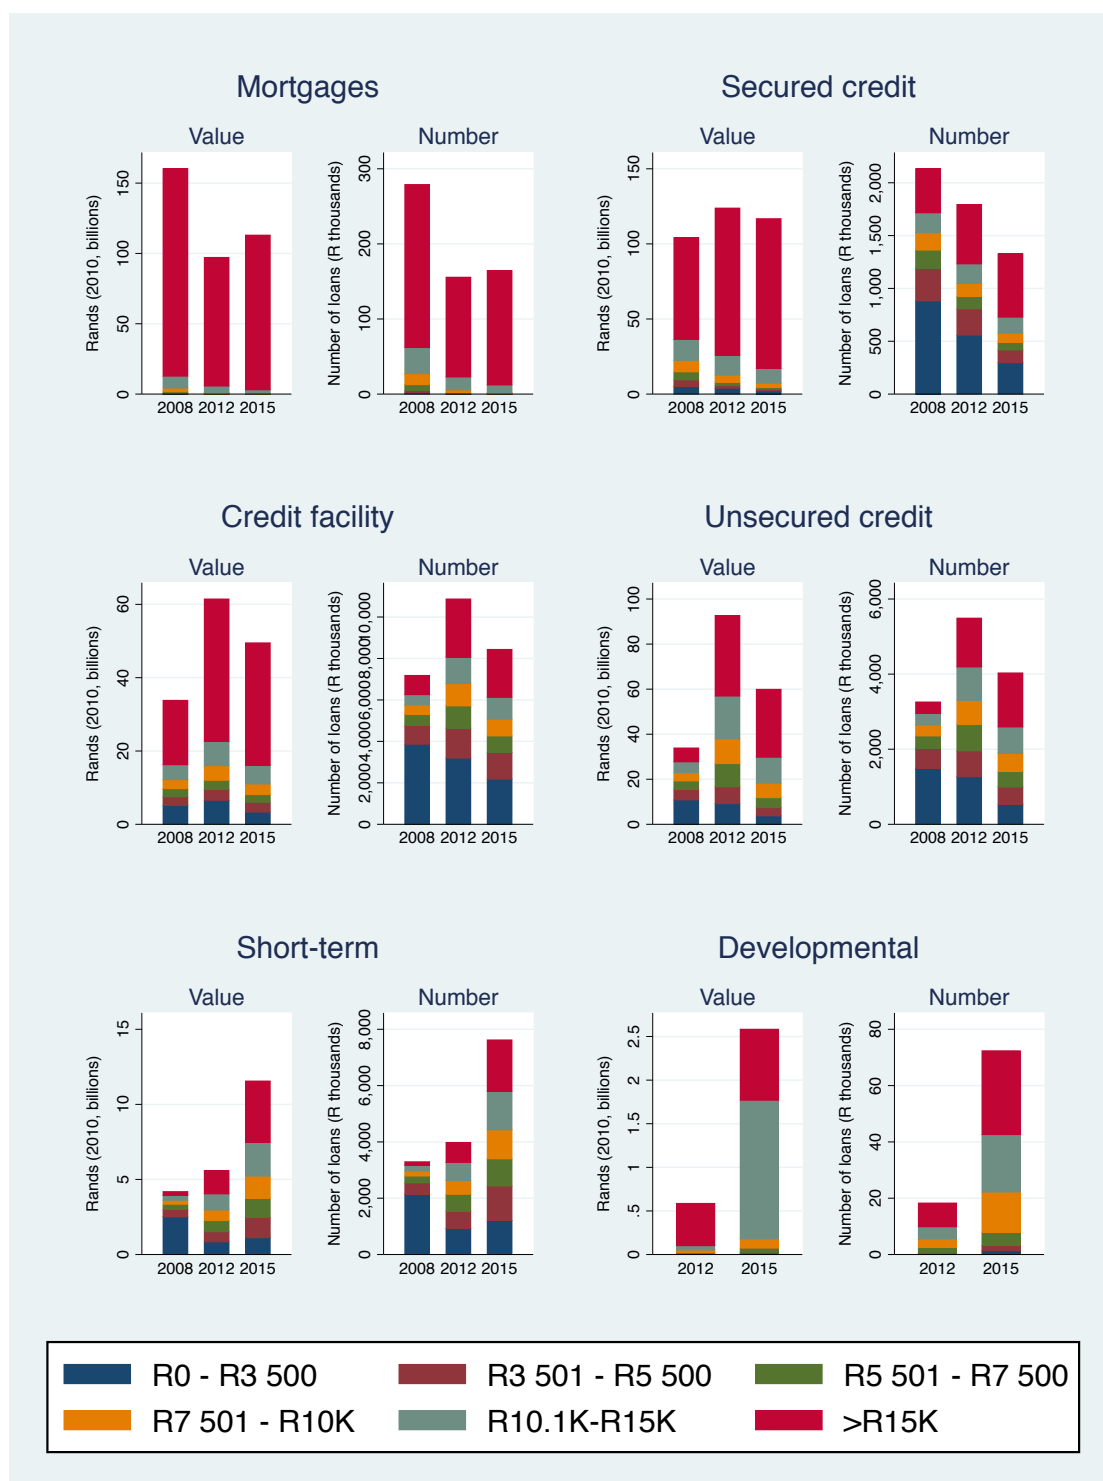 Mortgages
Value
Rands (2010, billions)
0 50 100 150
2008 2012 2015
Number
Number of loans (R thousands)
0 100 200 300
2008 2012 2015
Secured credit
Value
Rands (2010, billions)
0 50 100 150
2008 2012 2015
Number
Number of loans (R thousands)
0 500 1,000 1,500 2,000
2008 2012 2015
Credit facility
Value
Rands (2010, billions)
0 20 40 60
2008 2012 2015
Number
Number of loans (R thousands)
0 2,000 4,000 6,000 8,000 10,000
2008 2012 2015
Unsecured credit
Value
Rands (2010, billions)
0 20 40 60 80 100
2008 2012 2015
Number
Number of loans (R thousands)
0 2,000 4,000 6,000
2008 2012 2015
Short-term
Value
Rands (2010, billions)
0 5 10 15
2008 2012 2015
Number
Number of loans (R thousands)
0 2,000 4,000 6,000 8,000
2008 2012 2015
Developmental
Value
Rands (2010, billions)
0 .5 1 1.5 2 2.5
2012 2015
Number
Number of loans (R thousands)
0 20 40 60 80
2012 2015
R0 - R3 500 R3 501 - R5 500 R5 501 - R7 500
R7 501 - R10K R10.1K-R15K >R15K